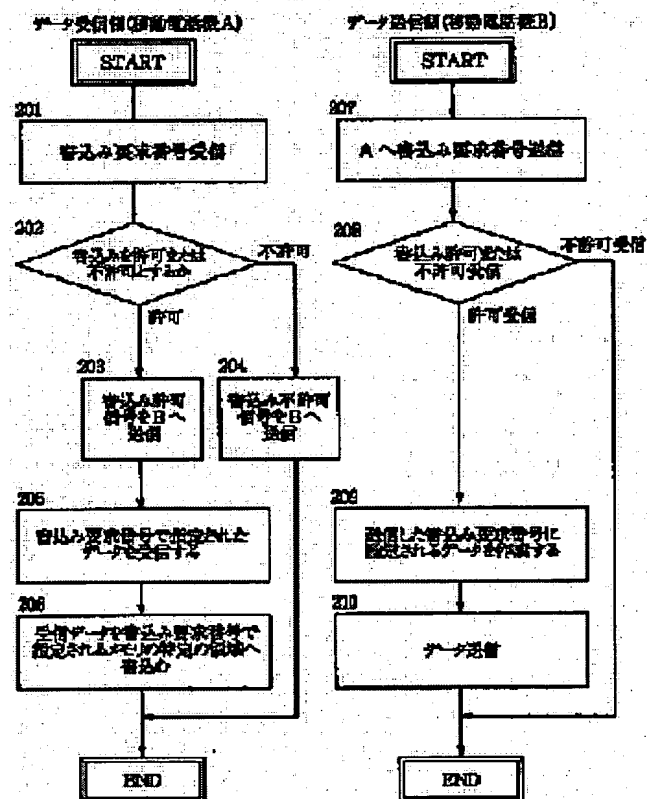 データ受信側(移動電話機A)
START
201
書込み要求番号受信
202
書込みを許可または
不許可とするか
不許可
許可
203
書込み許可
信号をBへ
送信
204
書込み不許可
信号をBへ
送信
205
書込み要求番号で指定された
データを受信する
206
受信データを書込み要求番号で
指定されるメモリの特定の領域へ
書込む
END
データ送信側(移動電話機B)
START
207
Aへ書込み要求番号送信
208
書込み許可または
不許可受信
不許可受信
許可受信
209
送信した書込み要求番号に
設定されるデータを作成する
210
データ送信
END